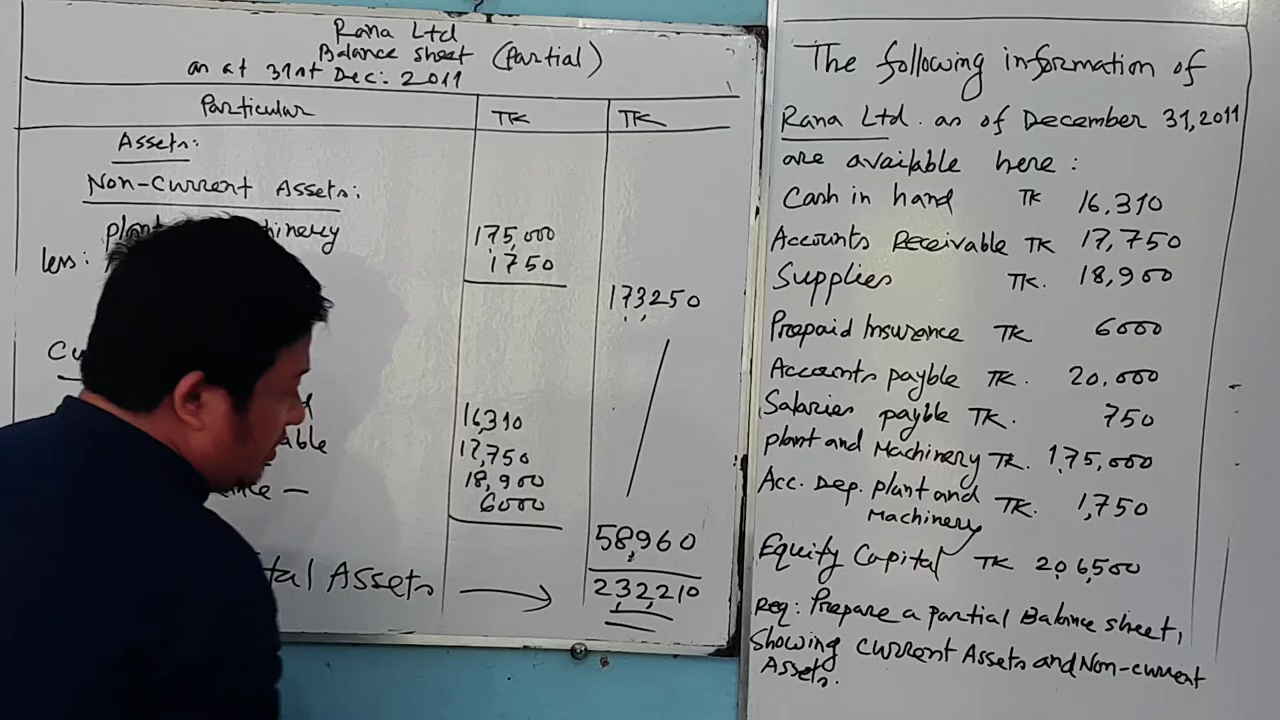 Rana Ltd
Balance sheet (Partial)
as at 31st Dec: 2011
Particular TK TK
Assets:
Non-Current Assets:
plant hinery 175,000
less: 1750
173250
Cu
16,310
able 17,750
18,900
ance — 6000
58,960
tal Assets → 232,210
The following information of
Rana Ltd. as of December 31,2011
are available here:
Cash in hand TK 16,310
Accounts Receivable TK 17,750
Supplies TK. 18,900
Prepaid Insurance TK 6000
Accounts payble TK. 20,000
Salaries payble TK. 750
plant and Machinery TK. 1,75,000
Acc. Dep. plant and TK. 1,750
Machinery
Equity Capital TK 2,06,500
Req: Prepare a partial Balance sheet,
Showing current Assets and Non-current
Assets.